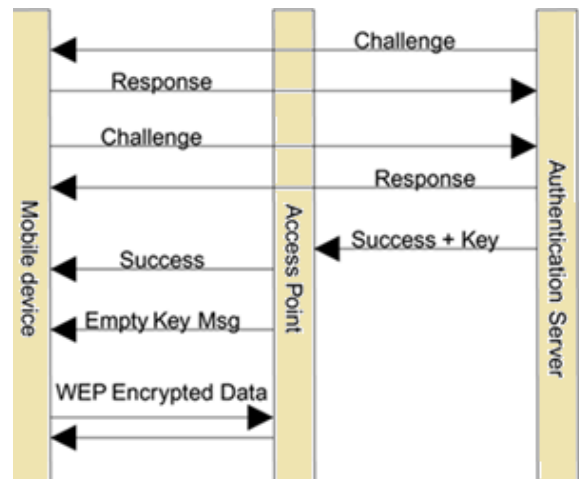 Challenge
Response
Challenge
Response
Success + Key
Success
Empty Key Msg
WEP Encrypted Data
Mobile device
Access Point
Authentication Server